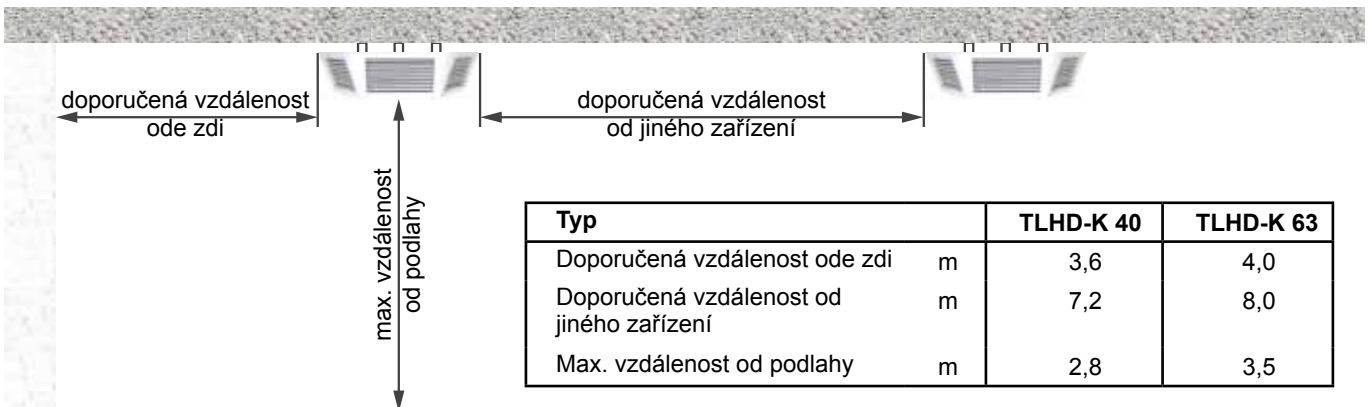 doporučená vzdálenost
ode zdi
doporučená vzdálenost
od jiného zařízení
max. vzdálenost
od podlahy
Typ TLHD-K 40 TLHD-K 63
Doporučená vzdálenost ode zdi m 3,6 4,0
Doporučená vzdálenost od m 7,2 8,0
jiného zařízení
Max. vzdálenost od podlahy m 2,8 3,5